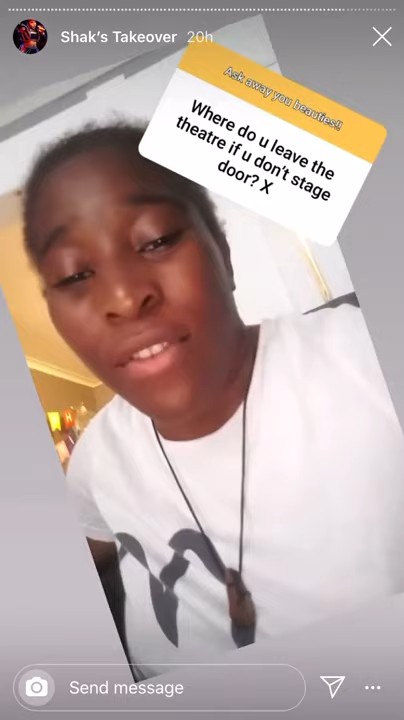 Shak's Takeover 20h
Ask away you beauties!!
Where do u leave the
theatre if u don't stage
door? X
Send message